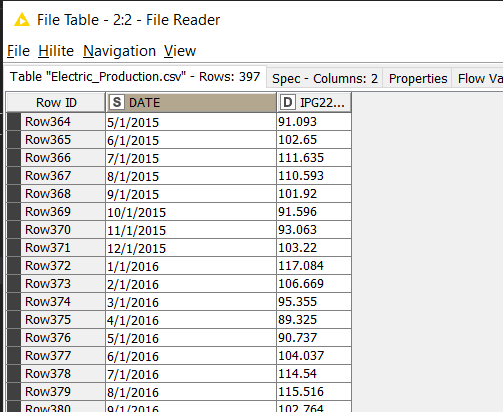 File Table - 2:2 - File Reader
File Hilite Navigation View
Table "Electric_Production.csv" - Rows: 397 Spec - Columns: 2 Properties Flow Va
Row ID S DATE D IPG22...
Row364 5/1/2015 91.093
Row365 6/1/2015 102.65
Row366 7/1/2015 111.635
Row367 8/1/2015 110.593
Row368 9/1/2015 101.92
Row369 10/1/2015 91.596
Row370 11/1/2015 93.063
Row371 12/1/2015 103.22
Row372 1/1/2016 117.084
Row373 2/1/2016 106.669
Row374 3/1/2016 95.355
Row375 4/1/2016 89.325
Row376 5/1/2016 90.737
Row377 6/1/2016 104.037
Row378 7/1/2016 114.54
Row379 8/1/2016 115.516
Row380 9/1/2016 102.764